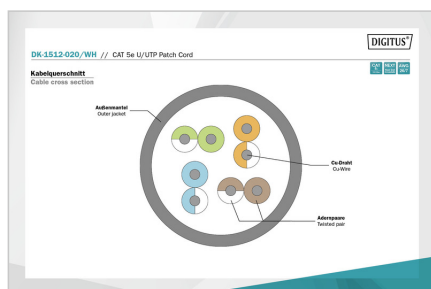 DIGITUS®
DK-1512-020/WH // CAT 5e U/UTP Patch Cord
Kabelquerschnitt
Cable cross section
Außenmantel
Outer jacket
Cu-Draht
Cu-Wire
Adernpaare
Twisted pair